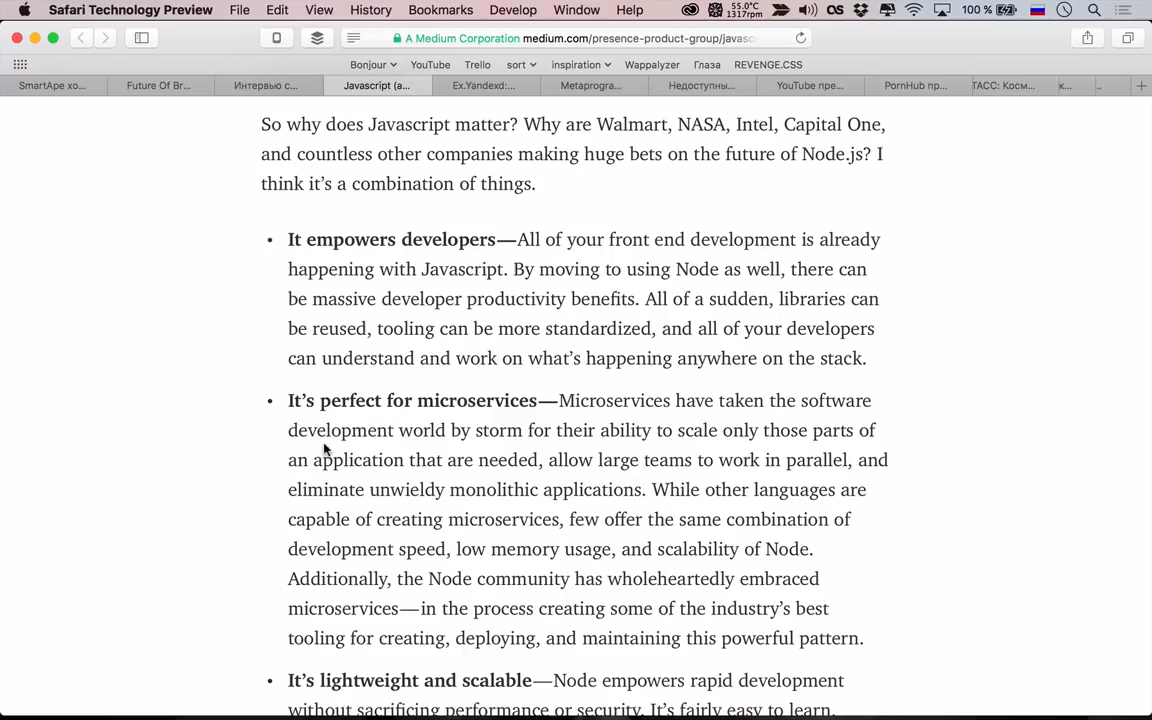 Safari Technology Preview File Edit View History Bookmarks Develop Window Help 55.0°C 1317rpm 100 %
A Medium Corporation medium.com/presence-product-group/javasc
Bonjour YouTube Trello sort inspiration Wappalyzer Глаза REVENGE.CSS
SmartApe хо... Future Of Br... Интервью с... Javascript (a... Ex.Yandexd:... Metaprogra... Недоступны... YouTube пре... PornHub пр... ТАСС: Косм... к... ..
So why does Javascript matter? Why are Walmart, NASA, Intel, Capital One,
and countless other companies making huge bets on the future of Node.js? I
think it’s a combination of things.
• It empowers developers—All of your front end development is already
happening with Javascript. By moving to using Node as well, there can
be massive developer productivity benefits. All of a sudden, libraries can
be reused, tooling can be more standardized, and all of your developers
can understand and work on what’s happening anywhere on the stack.
• It’s perfect for microservices—Microservices have taken the software
development world by storm for their ability to scale only those parts of
an application that are needed, allow large teams to work in parallel, and
eliminate unwieldy monolithic applications. While other languages are
capable of creating microservices, few offer the same combination of
development speed, low memory usage, and scalability of Node.
Additionally, the Node community has wholeheartedly embraced
microservices—in the process creating some of the industry’s best
tooling for creating, deploying, and maintaining this powerful pattern.
• It’s lightweight and scalable—Node empowers rapid development
without sacrificing performance or security. It’s fairly easy to learn,